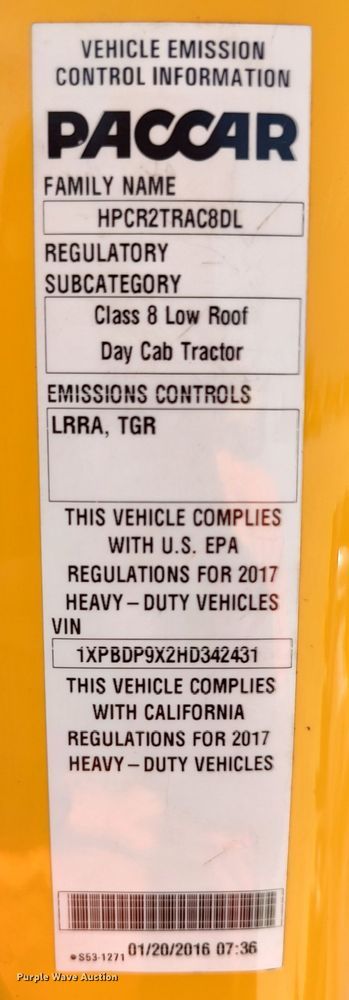 VEHICLE EMISSION
CONTROL INFORMATION
PACCAR
FAMILY NAME
HPCR2TRAC8DL
REGULATORY
SUBCATEGORY
Class 8 Low Roof
Day Cab Tractor
EMISSIONS CONTROLS
LRRA, TGR
THIS VEHICLE COMPLIES
WITH U.S. EPA
REGULATIONS FOR 2017
HEAVY – DUTY VEHICLES
VIN
1XPBDP9X2HD342431
THIS VEHICLE COMPLIES
WITH CALIFORNIA
REGULATIONS FOR 2017
HEAVY – DUTY VEHICLES
S53-1271 01/20/2016 07:36
Purple Wave Auction